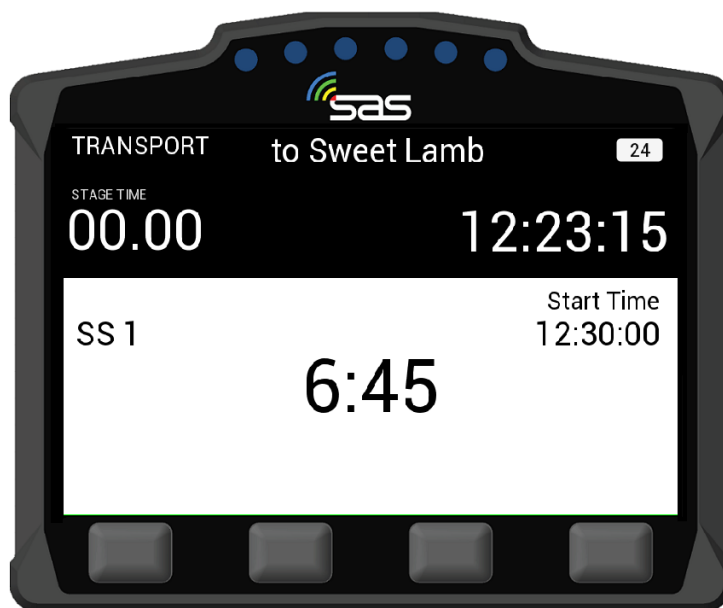 sas
TRANSPORT to Sweet Lamb 24
STAGE TIME
00.00 12:23:15
Start Time
SS 1 12:30:00
6:45